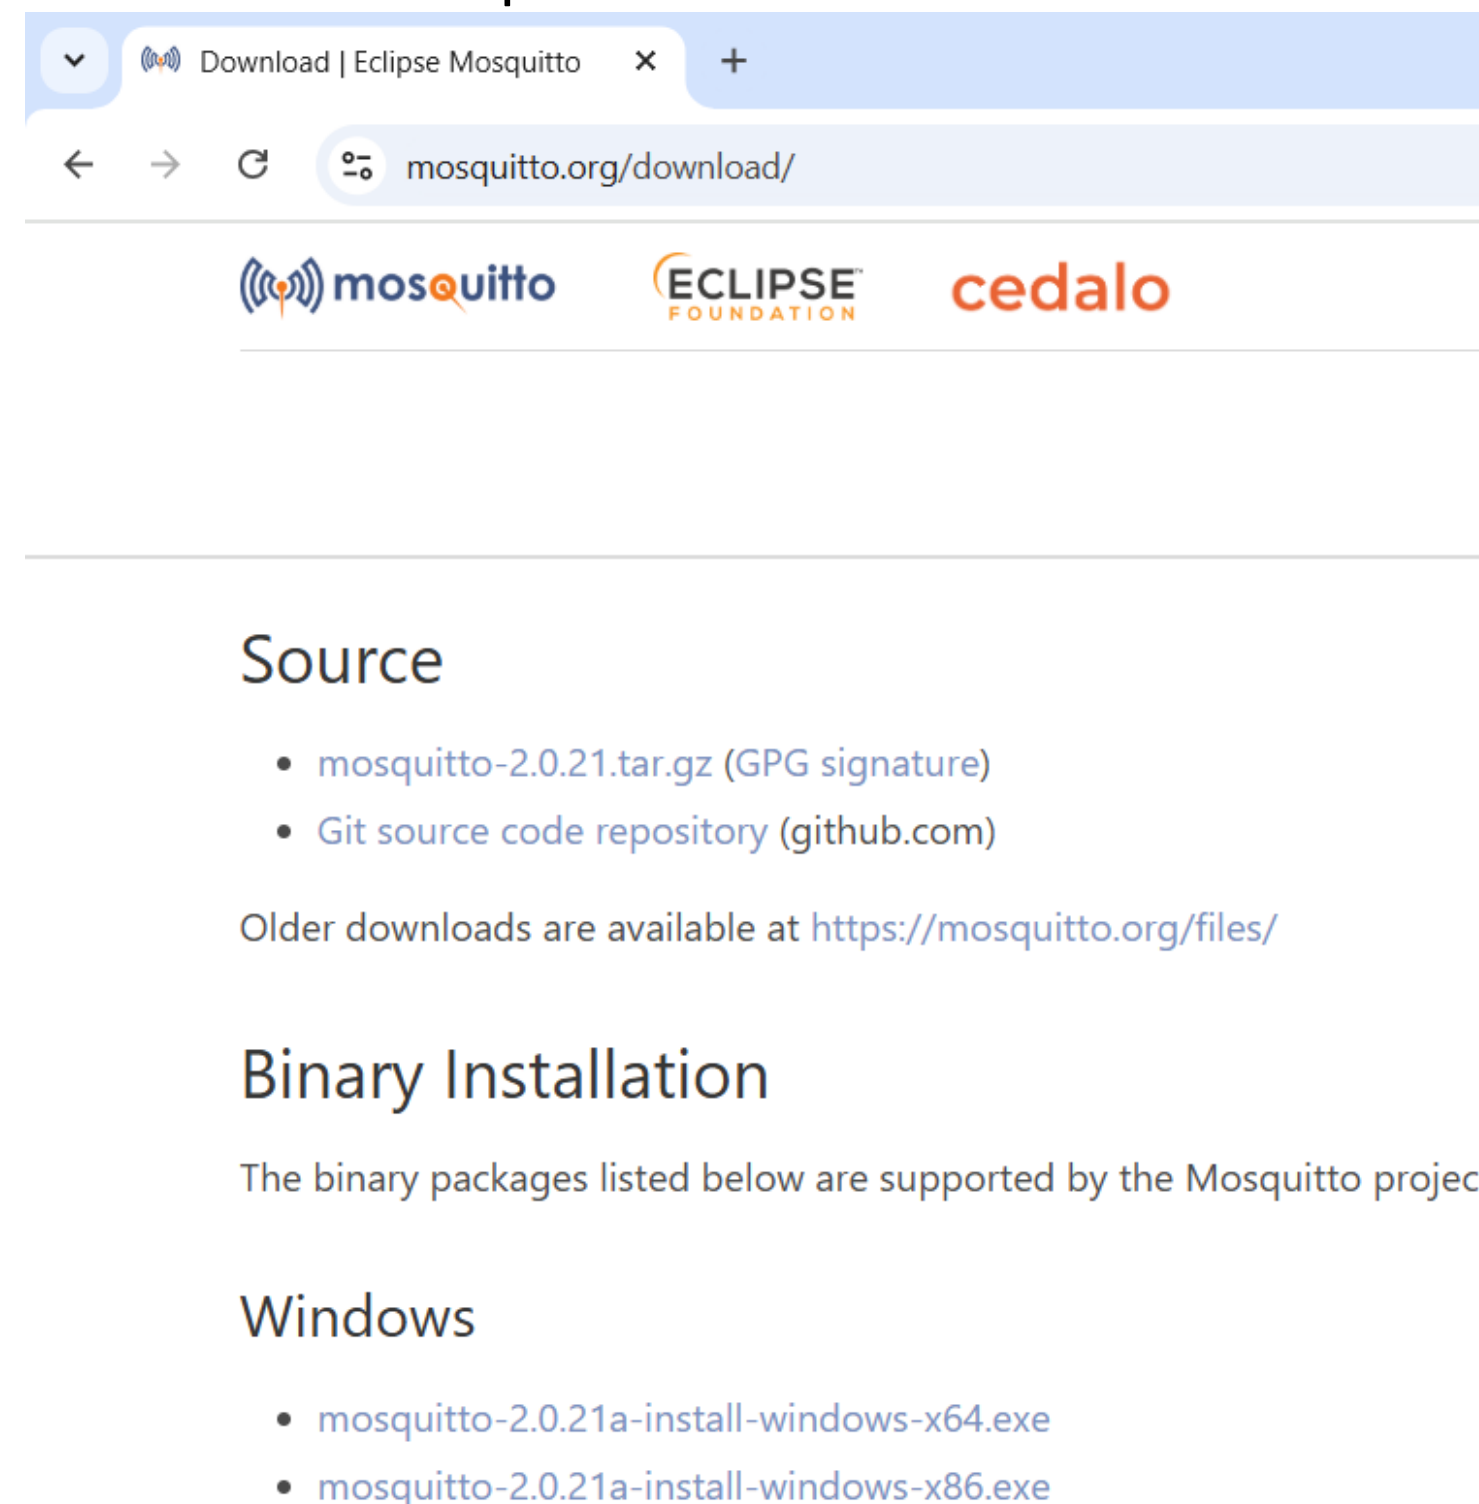 Download | Eclipse Mosquitto
mosquitto.org/download/
mosquitto ECLIPSE™ FOUNDATION cedalo
Source
mosquitto-2.0.21.tar.gz (GPG signature)
Git source code repository (github.com)
Older downloads are available at https://mosquitto.org/files/
Binary Installation
The binary packages listed below are supported by the Mosquitto projec
Windows
mosquitto-2.0.21a-install-windows-x64.exe
mosquitto-2.0.21a-install-windows-x86.exe